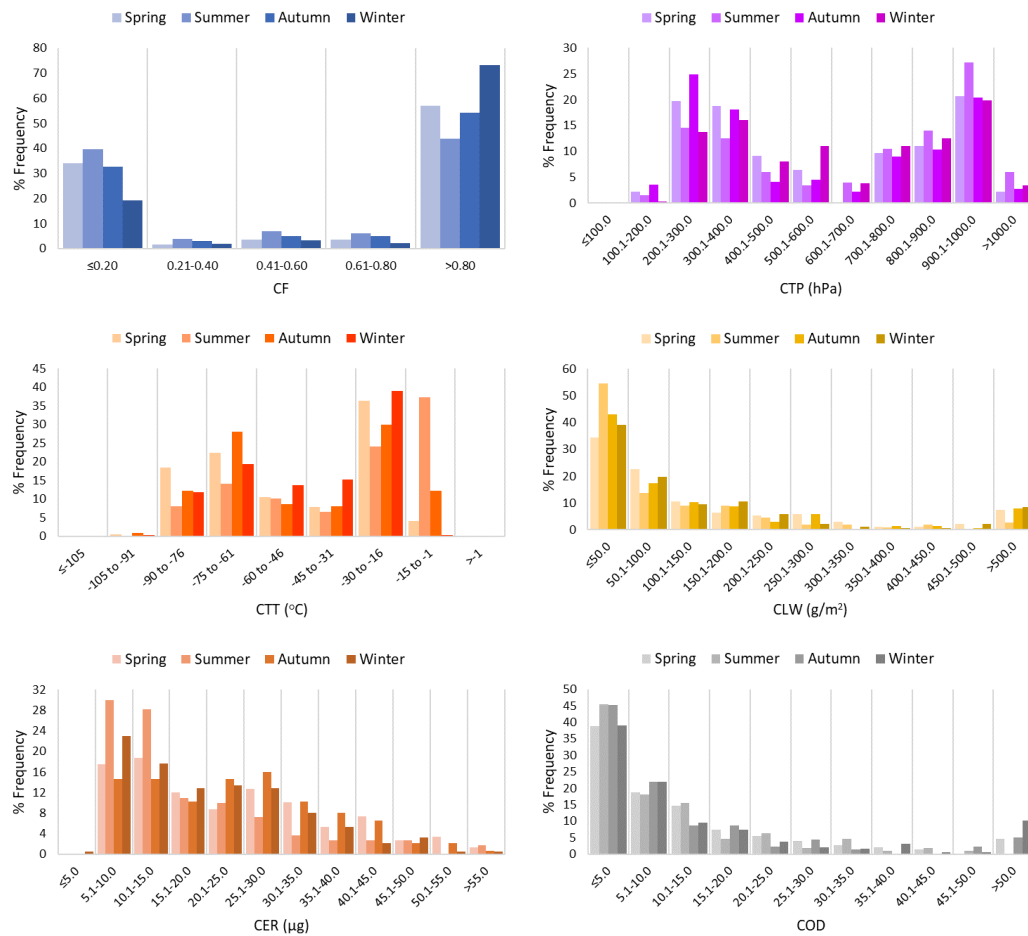 Spring Summer Autumn Winter
% Frequency
80
70
60
50
40
30
20
10
0
≤0.20 0.21-0.40 0.41-0.60 0.61-0.80 >0.80
CF
Spring Summer Autumn Winter
% Frequency
30
25
20
15
10
5
0
≤100.0 100.1-200.0 200.1-300.0 300.1-400.0 400.1-500.0 500.1-600.0 600.1-700.0 700.1-800.0 800.1-900.0 900.1-1000.0 >1000.0
CTP (hPa)
Spring Summer Autumn Winter
% Frequency
45
40
35
30
25
20
15
10
5
0
≤-105 -105 to -91 -90 to -76 -75 to -61 -60 to -46 -45 to -31 -30 to -16 -15 to -1 >-1
CTT (°C)
Spring Summer Autumn Winter
% Frequency
60
50
40
30
20
10
0
≤50.0 50.1-100.0 100.1-150.0 150.1-200.0 200.1-250.0 250.1-300.0 300.1-350.0 350.1-400.0 400.1-450.0 45.1-500.0 >500.0
CLW (g/m²)
Spring Summer Autumn Winter
% Frequency
32
28
24
20
16
12
8
4
0
≤5.0 5.1-10.0 10.1-15.0 15.1-20.0 20.1-25.0 25.1-30.0 30.1-35.0 35.1-40.0 40.1-45.0 45.1-50.0 50.1-55.0 >55.0
CER (μg)
Spring Summer Autumn Winter
% Frequency
50
45
40
35
30
25
20
15
10
5
0
≤5.0 5.1-10.0 10.1-15.0 15.1-20.0 20.1-25.0 25.1-30.0 30.1-35.0 35.1-40.0 40.1-45.0 45.1-50.0 >50.0
COD